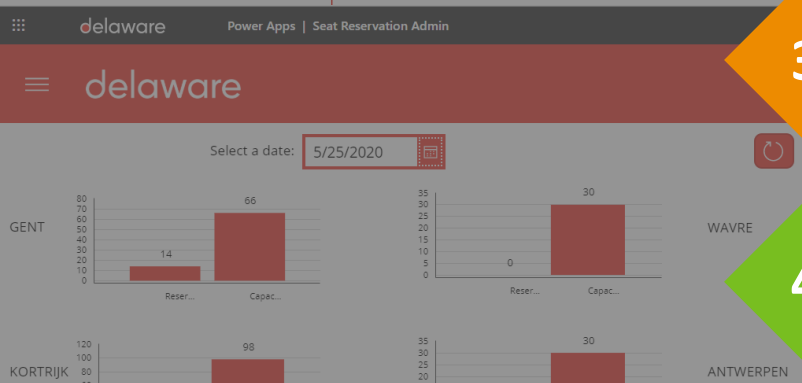 delaware Power Apps | Seat Reservation Admin
delaware
Select a date: 5/25/2020
GENT
80
70
60
50
40
30
20
10
0
14
66
Reser...
Capac...
35
30
25
20
15
10
5
0
0
30
Reser...
Capac...
WAVRE
KORTRIJK
120
100
80
98
35
30
25
20
30
ANTWERPEN